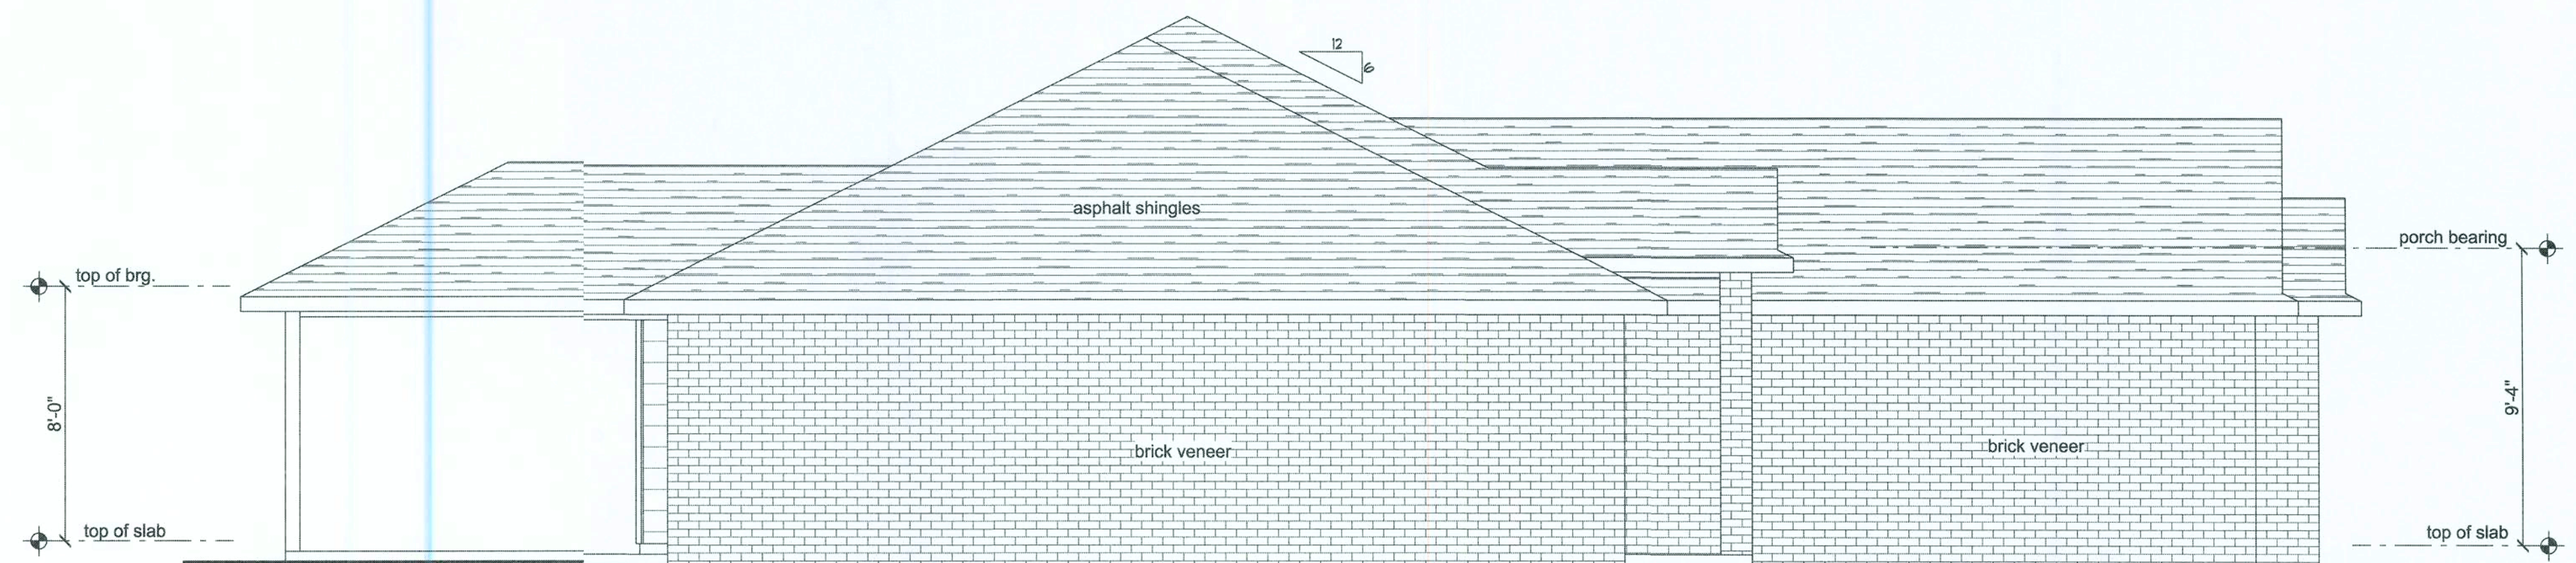 12
6
asphalt shingles
porch bearing
top of brg.
8'-0"
9'-4"
brick veneer
brick veneer
top of slab
top of slab